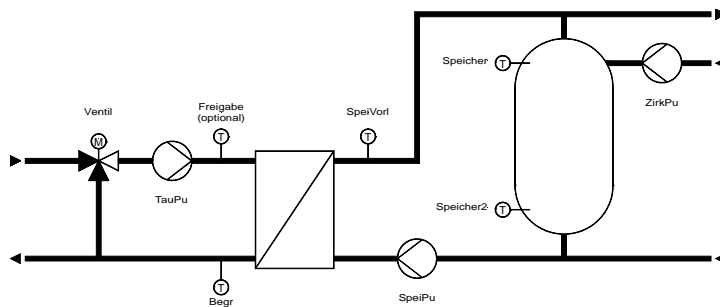 Speicher
T
ZirkPu
Ventil
Freigabe
(optional)
SpeiVorl
M
T
T
TauPu
Speicher2
T
T
Begr
SpeiPu